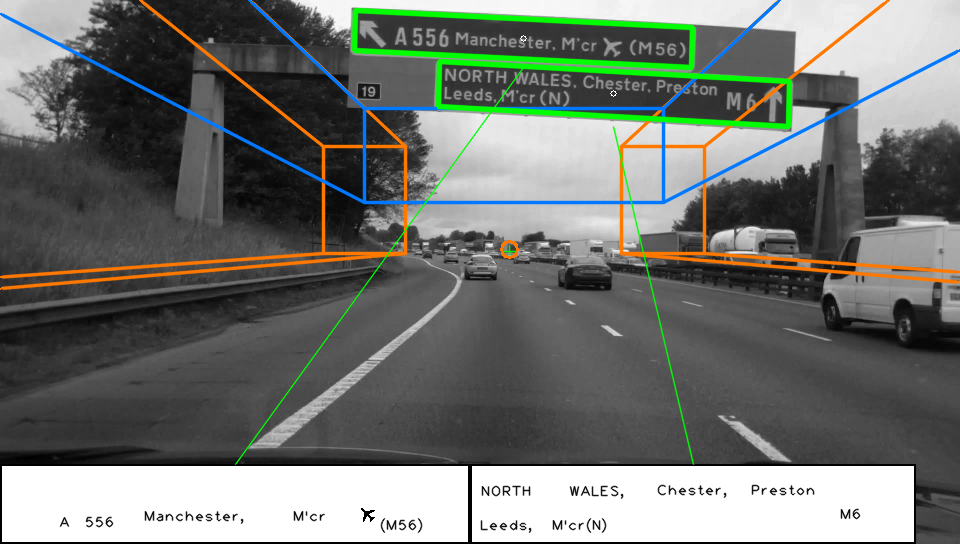 A 556 Manchester, M'cr (M56)
NORTH WALES, Chester, Preston
Leeds, M'cr (N)
M6
19
A 556 Manchester, M'cr (M56)
NORTH WALES, Chester, Preston
Leeds, M'cr(N)
M6